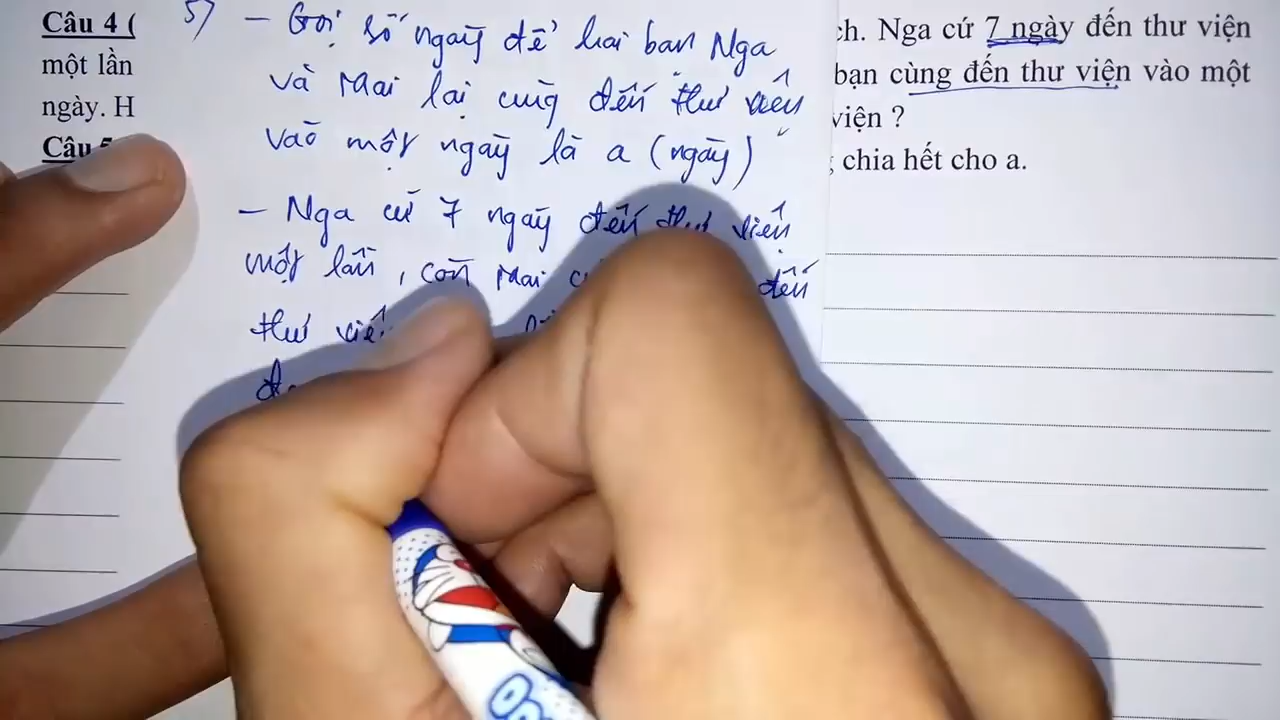 Câu 4 (
một lần
ngày. H
Câu 5
5) - Gọi số ngày để hai bạn Nga
và Mai lại cùng đến thư viện
vào một ngày là a (ngày)
- Nga cứ 7 ngày đến thư viện
một lần, còn Mai đến
thư viện
ch. Nga cứ 7 ngày đến thư viện
bạn cùng đến thư viện vào một
viện ?
chia hết cho a.